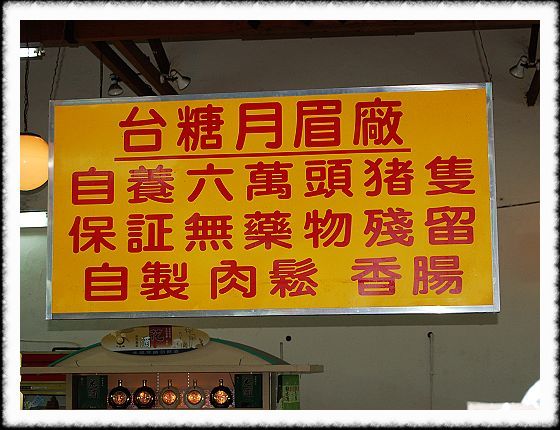 台糖月眉廠
自養六萬頭猪隻
保証無藥物殘留
自製肉鬆 香腸